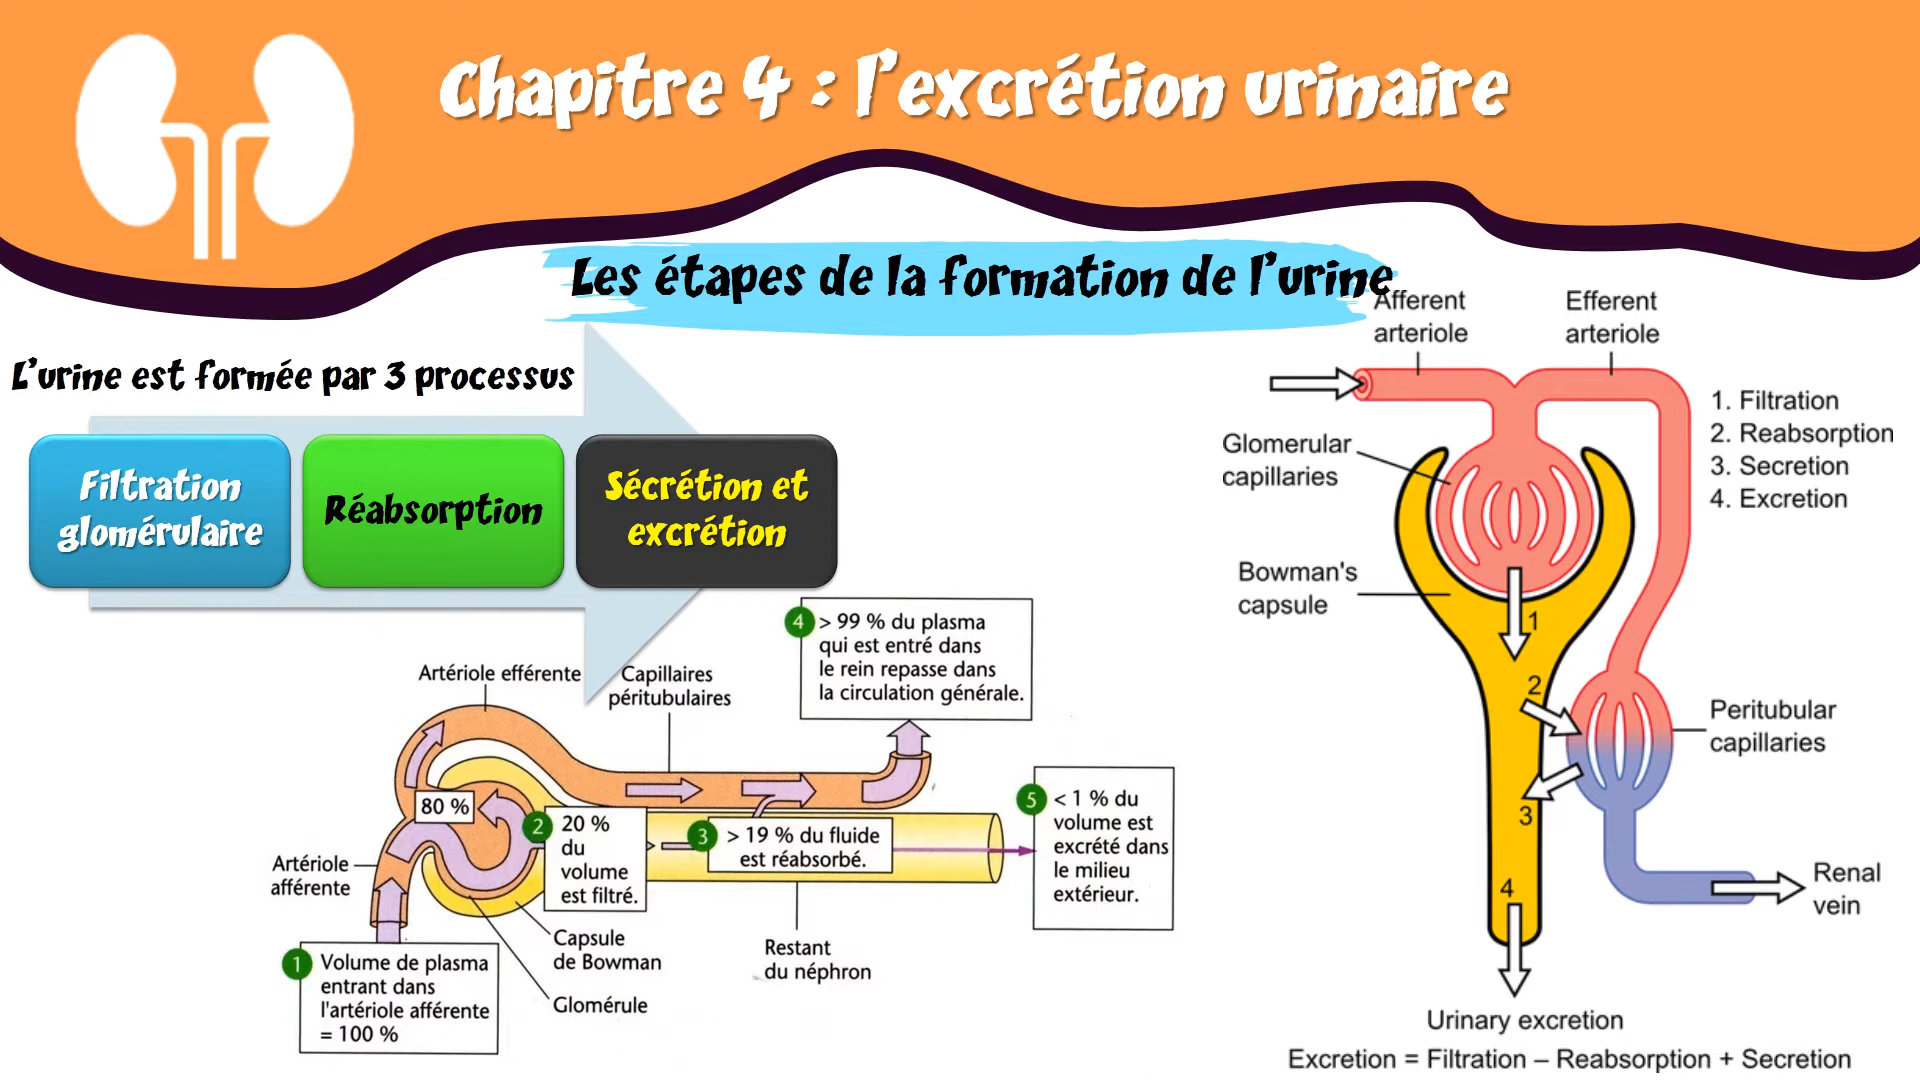 Chapitre 4 : l'excrétion urinaire
Les étapes de la formation de l'urine
L'urine est formée par 3 processus
Filtration
glomérulaire
Réabsorption
Sécrétion et
excrétion
Artériole efférente
Capillaires
péritubulaires
4 > 99 % du plasma
qui est entré dans
le rein repasse dans
la circulation générale.
80 %
2 20 %
du
volume
est filtré.
3 > 19 % du fluide
est réabsorbé.
5 < 1 % du
volume est
excrété dans
le milieu
extérieur.
Artériole
afférente
Capsule
de Bowman
Glomérule
Restant
du néphron
1 Volume de plasma
entrant dans
l'artériole afférente
= 100 %
Afferent
arteriole
Efferent
arteriole
1. Filtration
2. Reabsorption
3. Secretion
4. Excretion
Glomerular
capillaries
Bowman's
capsule
1
2
3
4
Peritubular
capillaries
Renal
vein
Urinary excretion
Excretion = Filtration – Reabsorption + Secretion